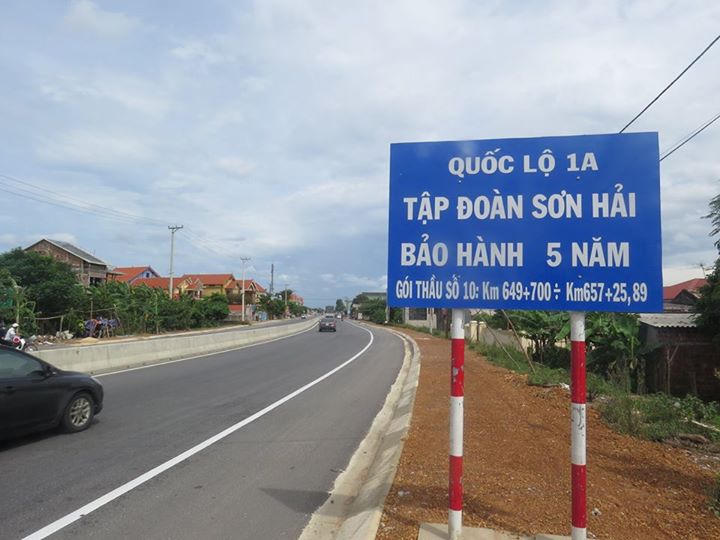 QUỐC LỘ 1A
TẬP ĐOÀN SƠN HẢI
BẢO HÀNH 5 NĂM
GÓI THẦU SỐ 10: Km 649+700 ÷ Km657+25,89